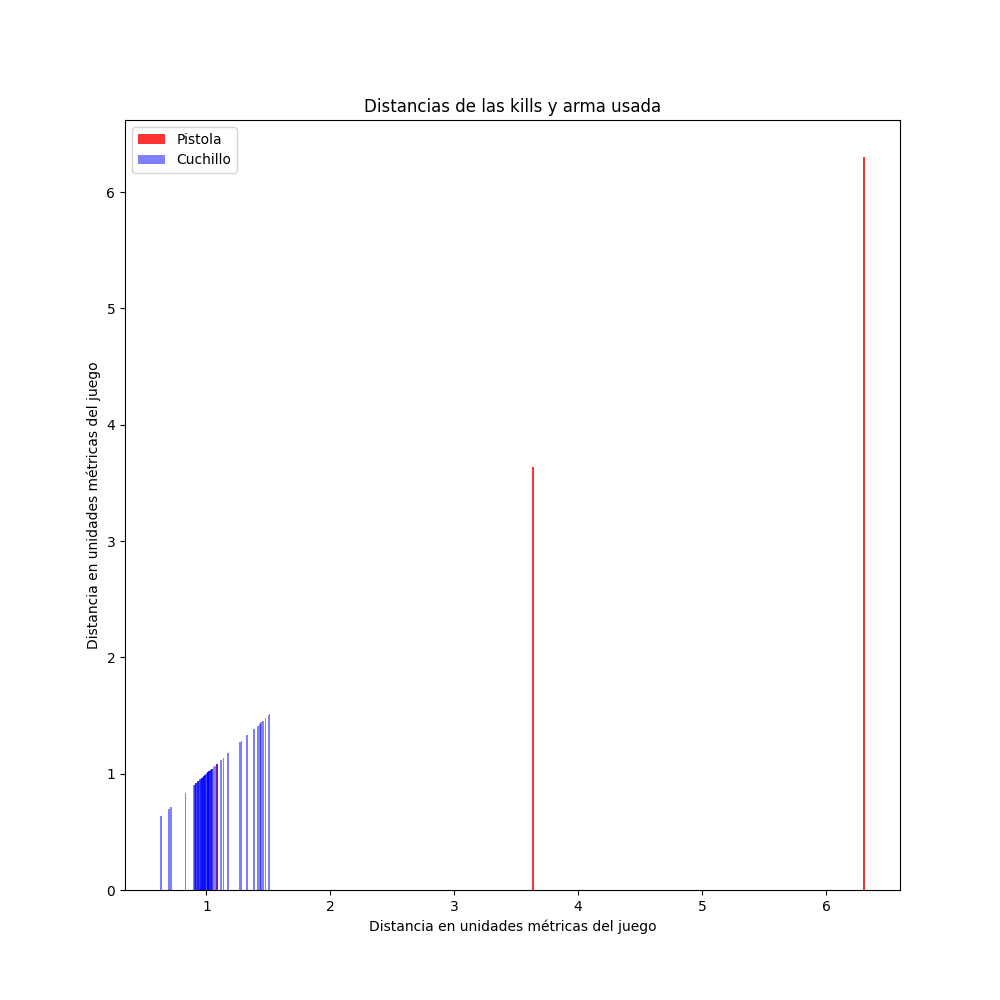 Distancias de las kills y arma usada
Pistola
Cuchillo
6
5
4
3
2
1
0
Distancia en unidades métricas del juego
1 2 3 4 5 6
Distancia en unidades métricas del juego